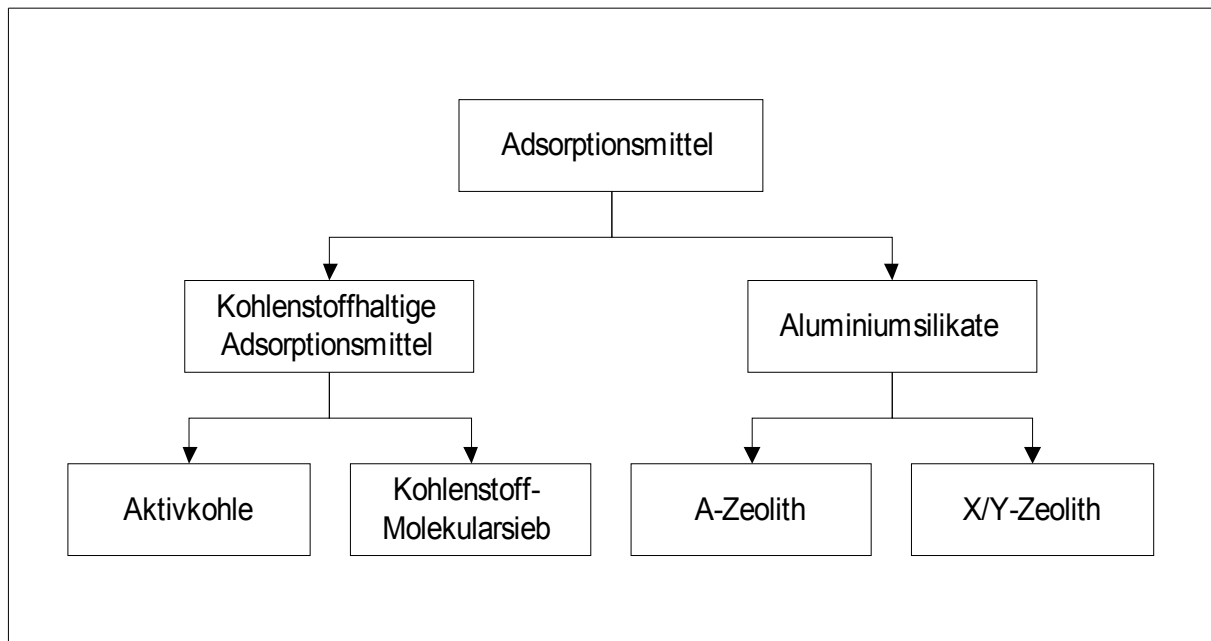 Adsorptionsmittel
Kohlenstoffhaltige
Adsorptionsmittel
Aluminiumsilikate
Aktivkohle
Kohlenstoff-
Molekularsieb
A-Zeolith
X/Y-Zeolith